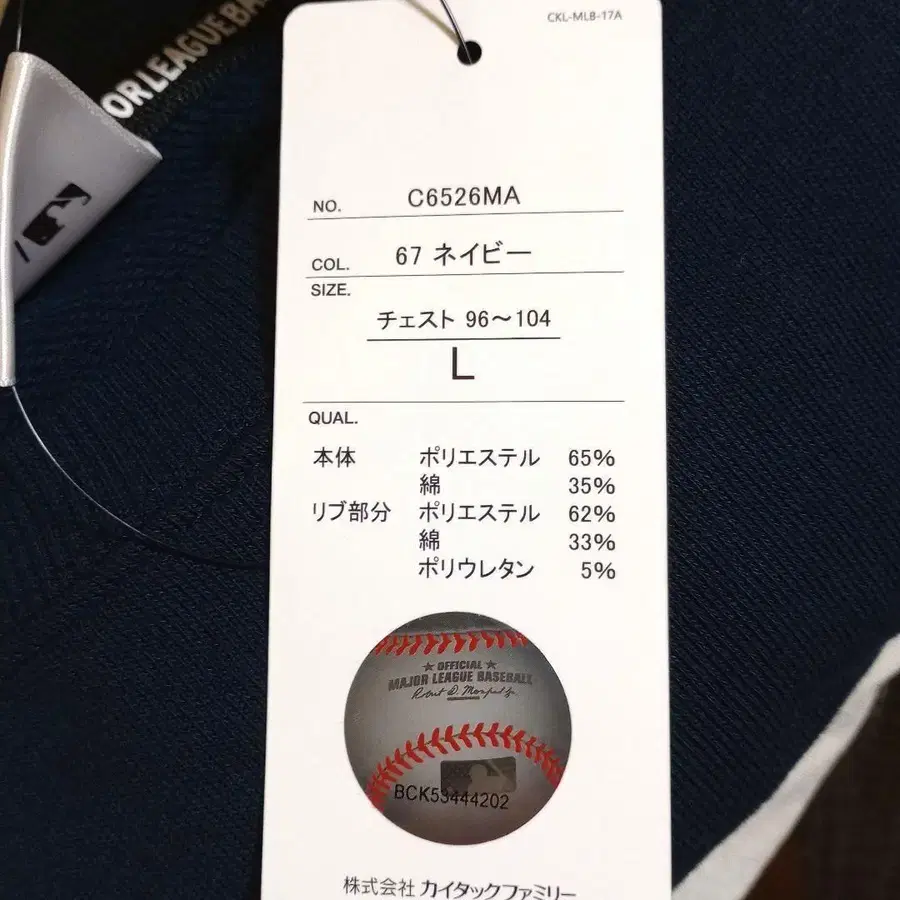 CKL-MLB-17A
OR LEAGUE BA
NO. C6526MA
COL. 67 ネイビー
SIZE.
チェスト 96～104
L
QUAL.
本体 ポリエステル 65%
綿 35%
リブ部分 ポリエステル 62%
綿 33%
ポリウレタン 5%
★ OFFICIAL ★
MAJOR LEAGUE BASEBALL
Robert D. Manfred Jr.
BCK53444202
株式会社 カイタックファミリー